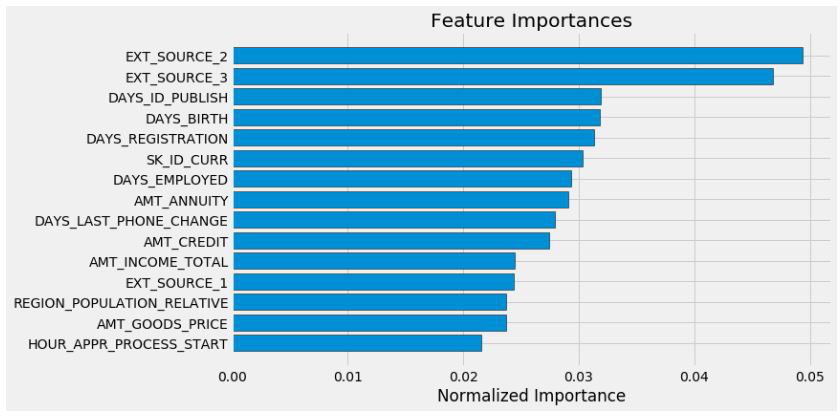 Feature Importances
EXT_SOURCE_2
EXT_SOURCE_3
DAYS_ID_PUBLISH
DAYS_BIRTH
DAYS_REGISTRATION
SK_ID_CURR
DAYS_EMPLOYED
AMT_ANNUITY
DAYS_LAST_PHONE_CHANGE
AMT_CREDIT
AMT_INCOME_TOTAL
EXT_SOURCE_1
REGION_POPULATION_RELATIVE
AMT_GOODS_PRICE
HOUR_APPR_PROCESS_START
0.00 0.01 0.02 0.03 0.04 0.05
Normalized Importance